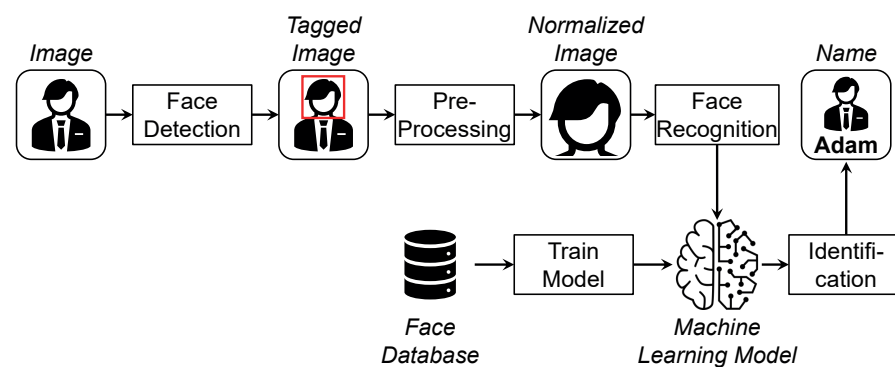 Image
Tagged
Image
Normalized
Image
Name
Face
Detection
Pre-
Processing
Face
Recognition
Adam
Train
Model
Identifi-
cation
Face
Database
Machine
Learning Model